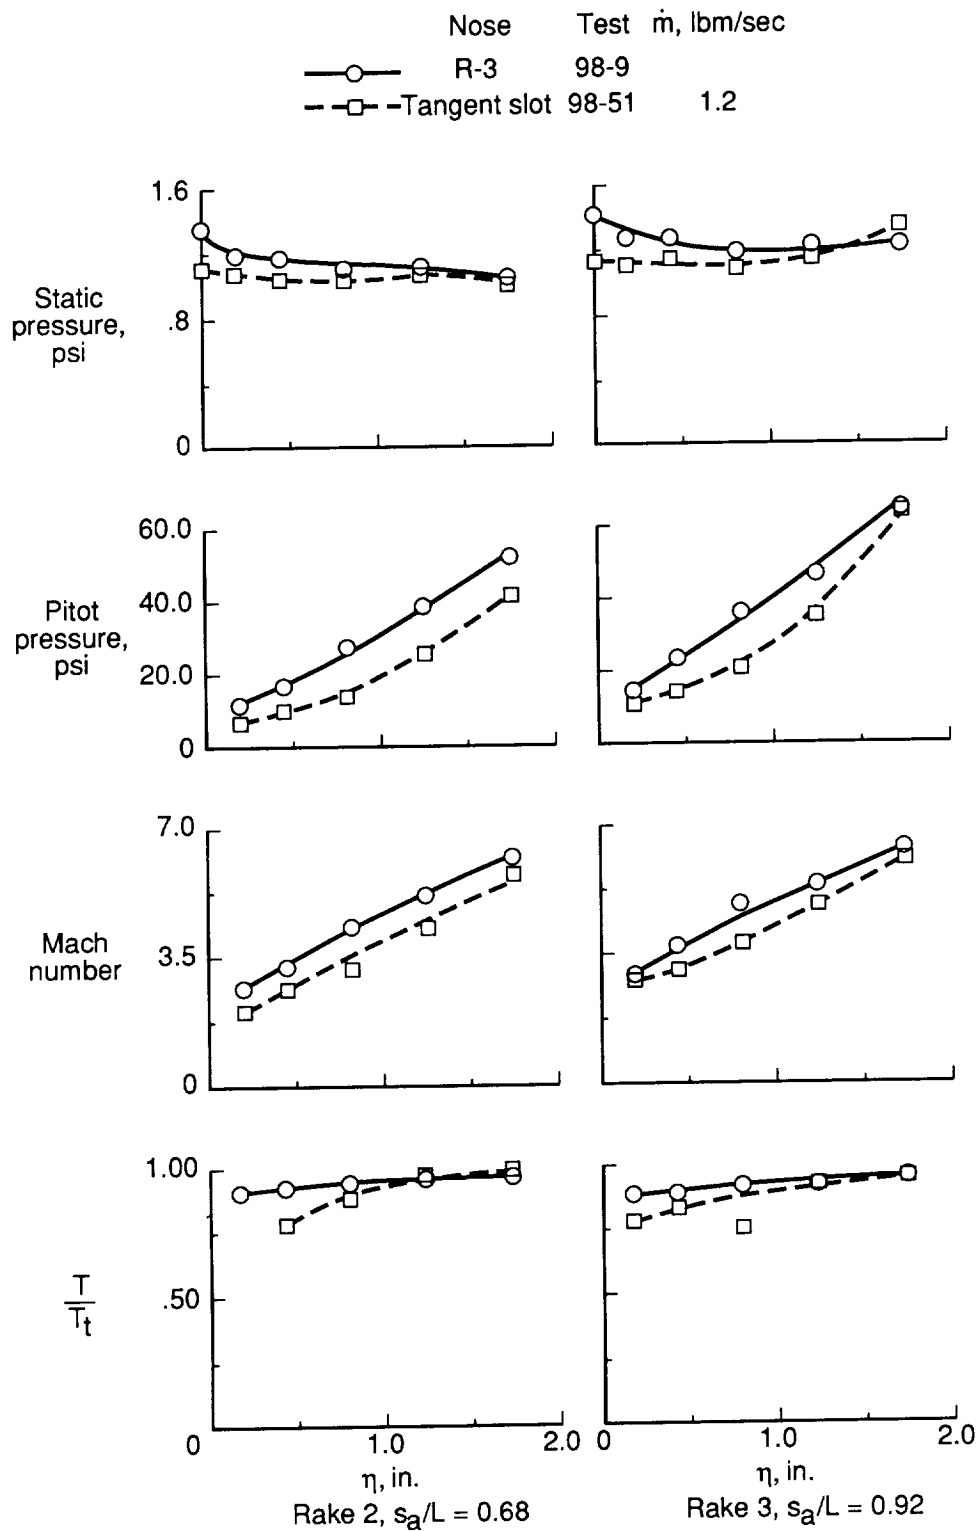 Nose Test ṁ, lbm/sec
R-3 98-9
Tangent slot 98-51 1.2
1.6
Static
pressure,
psi
.8
0
60.0
40.0
Pitot
pressure,
psi
20.0
0
7.0
Mach
number
3.5
0
1.00
T
Tt
.50
0 1.0 2.0 0 1.0 2.0
η, in. η, in.
Rake 2, sa/L = 0.68 Rake 3, sa/L = 0.92